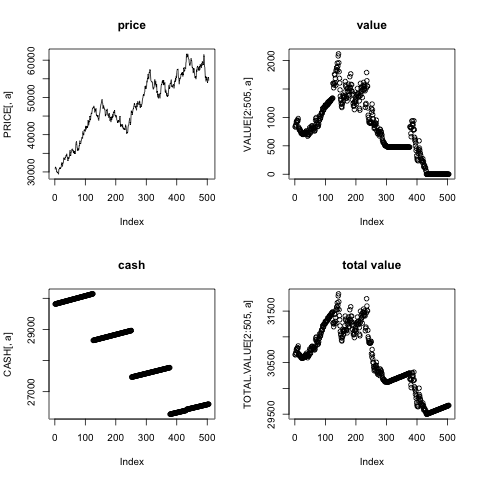 price
PRICE[, a]
30000 40000 50000 60000
0 100 200 300 400 500
Index
value
VALUE[2:505, a]
0 500 1000 2000
0 100 200 300 400 500
Index
cash
CASH[, a]
27000 29000
0 100 200 300 400 500
Index
total value
TOTAL.VALUE[2:505, a]
29500 30500 31500
0 100 200 300 400 500
Index